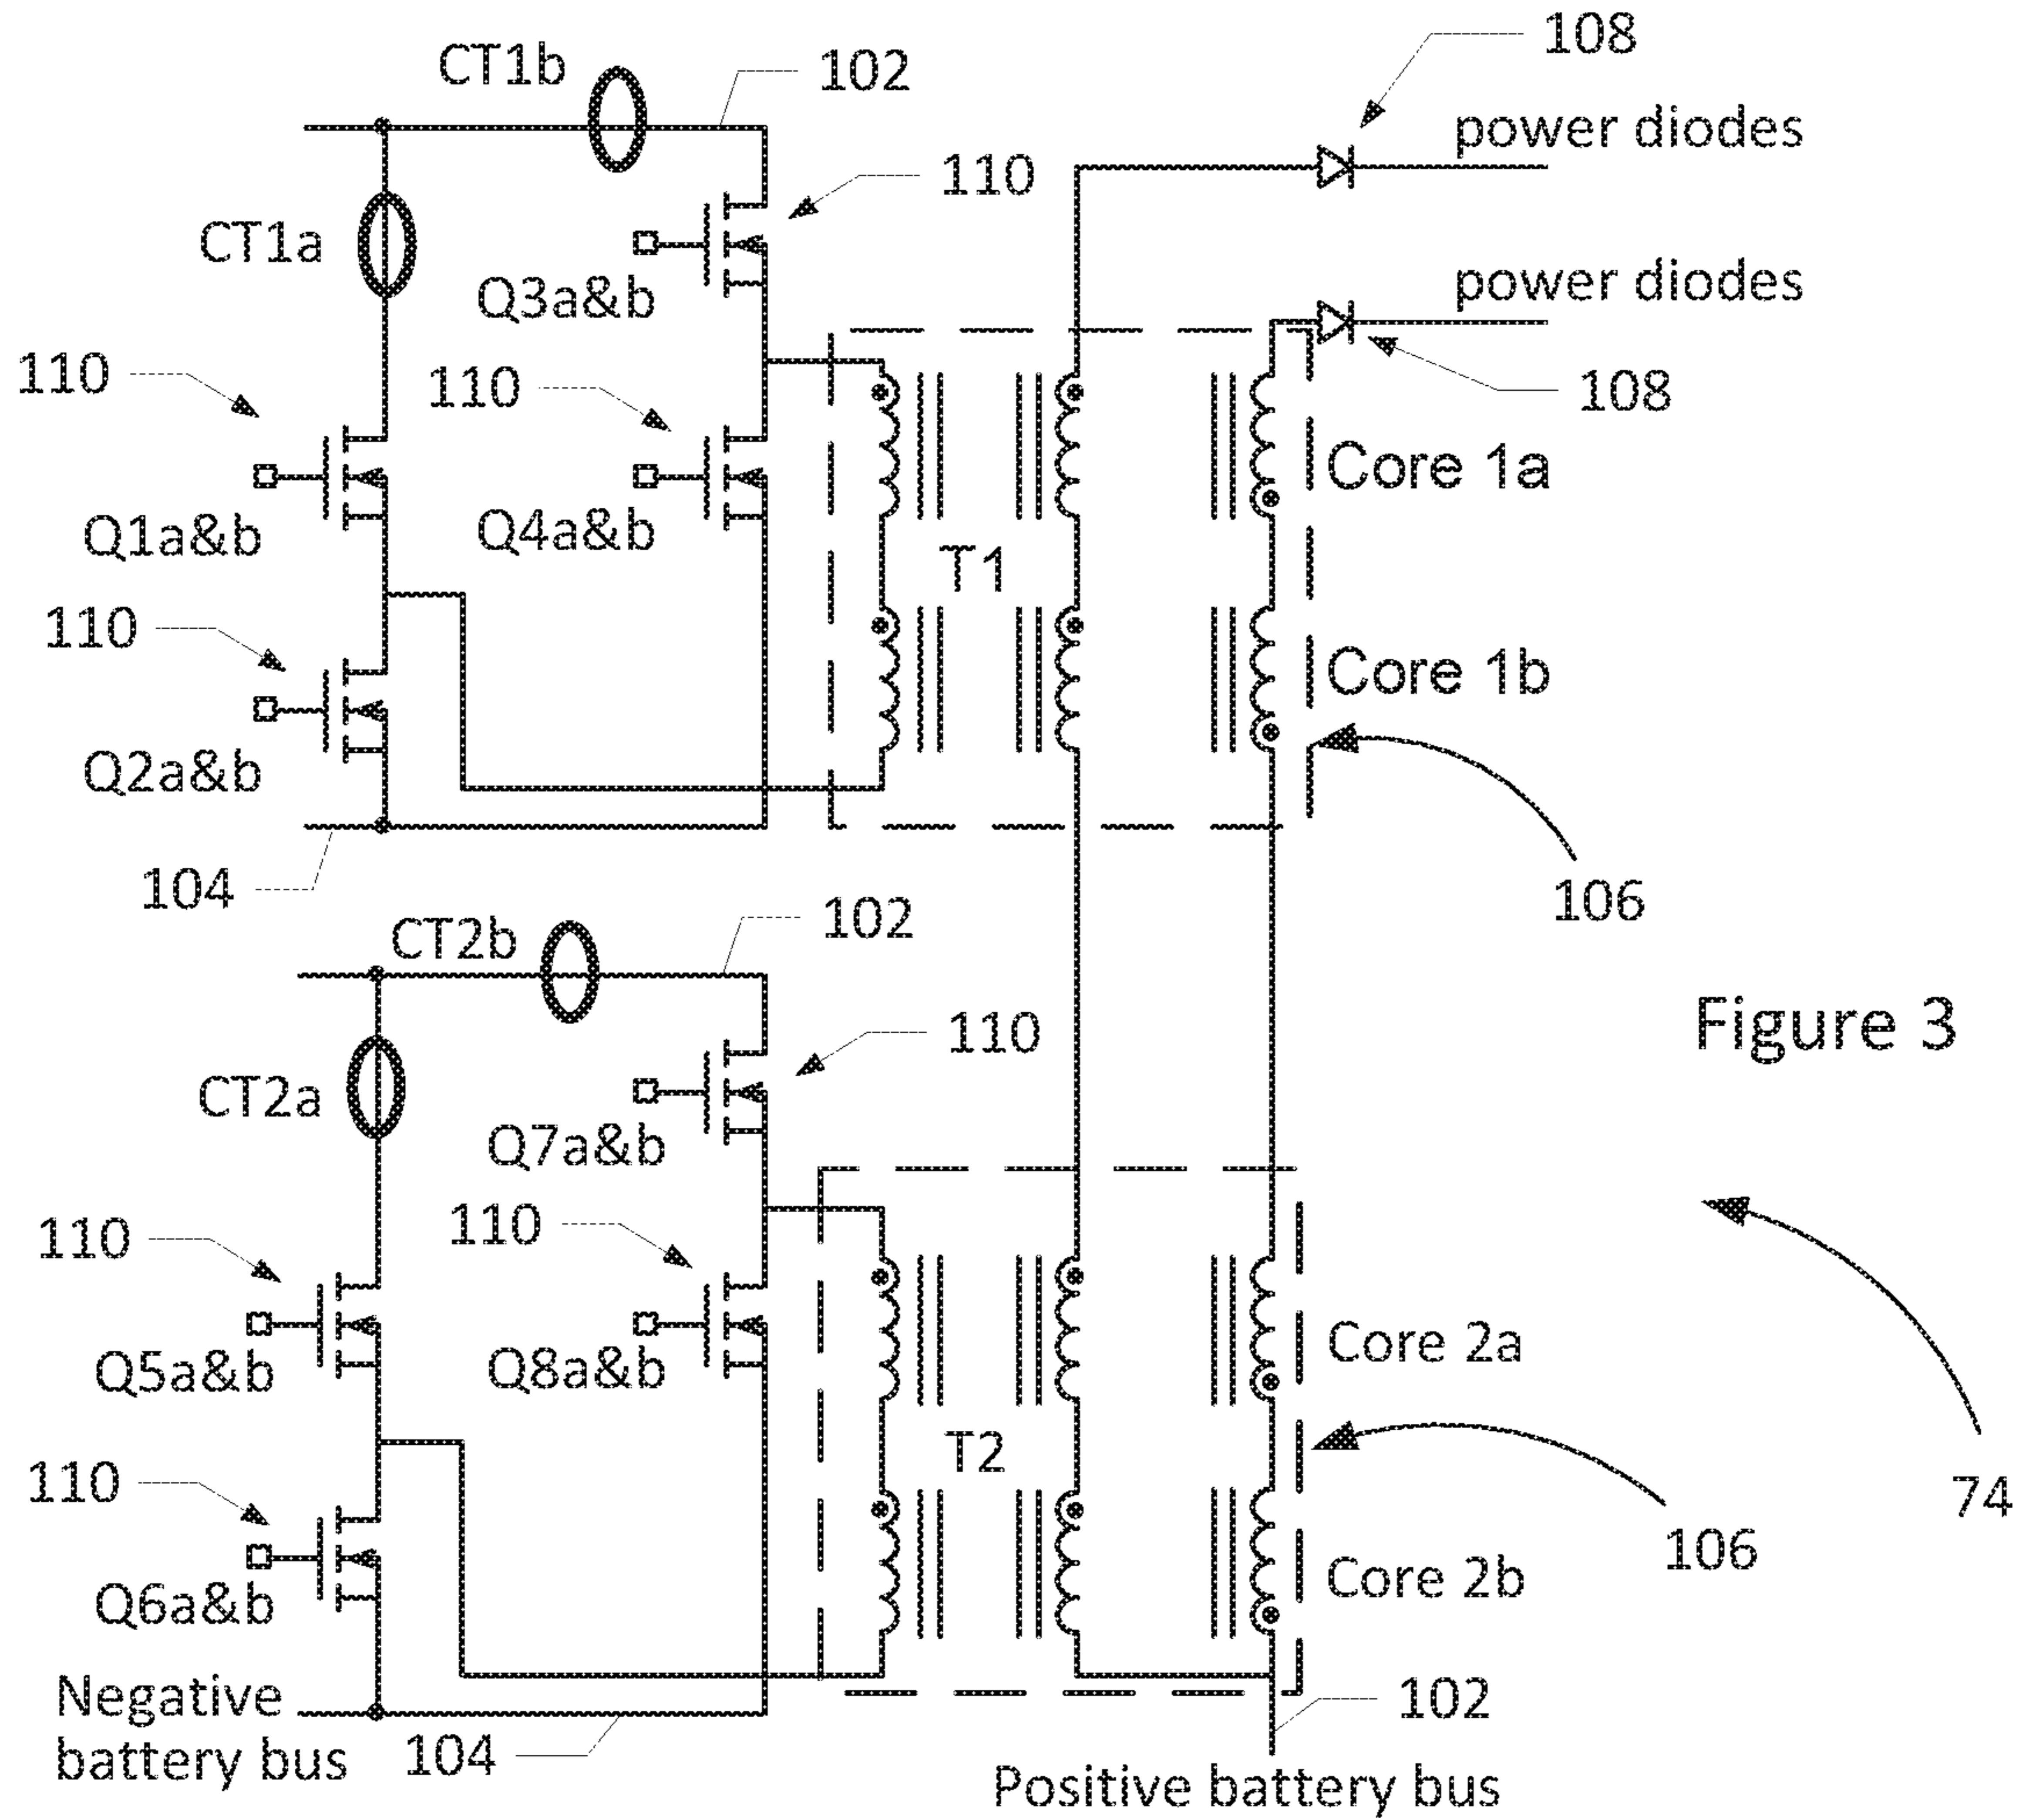 108
CT1b
102
power diodes
110
CT1a
Q3a&b
power diodes
110
110
108
Core 1a
Q1a&b
Q4a&b
T1
110
Core 1b
Q2a&b
104
106
CT2b
102
Figure 3
110
CT2a
Q7a&b
110
110
Core 2a
Q5a&b
Q8a&b
T2
110
74
106
Core 2b
Q6a&b
Negative
battery bus
104
102
Positive battery bus